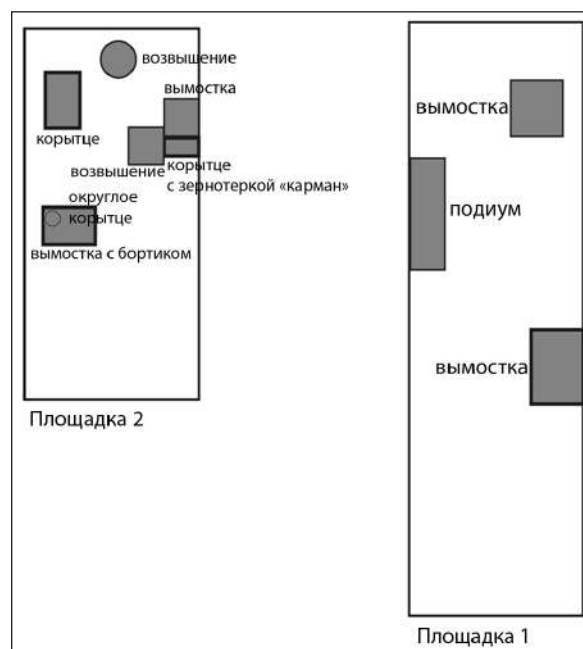 возвышение
вымостка
корытце
возвышение
корытце
с зернотеркой «карман»
округлое
корытце
вымостка с бортиком
Площадка 2
вымостка
подиум
вымостка
Площадка 1